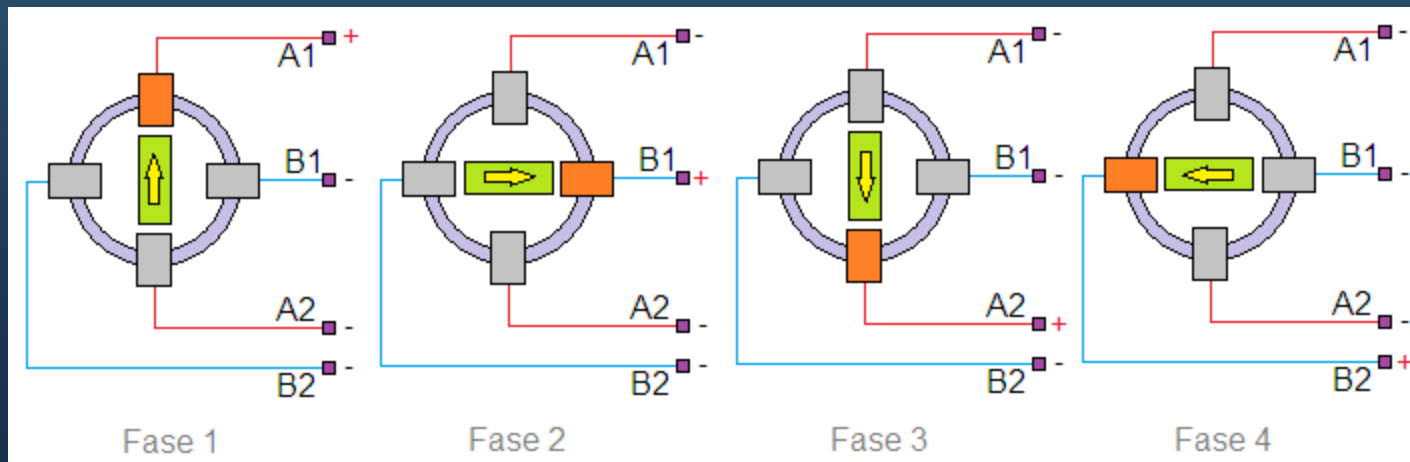 A1 +
B1 -
A2 -
B2 -
Fase 1
A1 -
B1 +
A2 -
B2 -
Fase 2
A1 -
B1 -
A2 +
B2 -
Fase 3
A1 -
B1 -
A2 -
B2 +
Fase 4